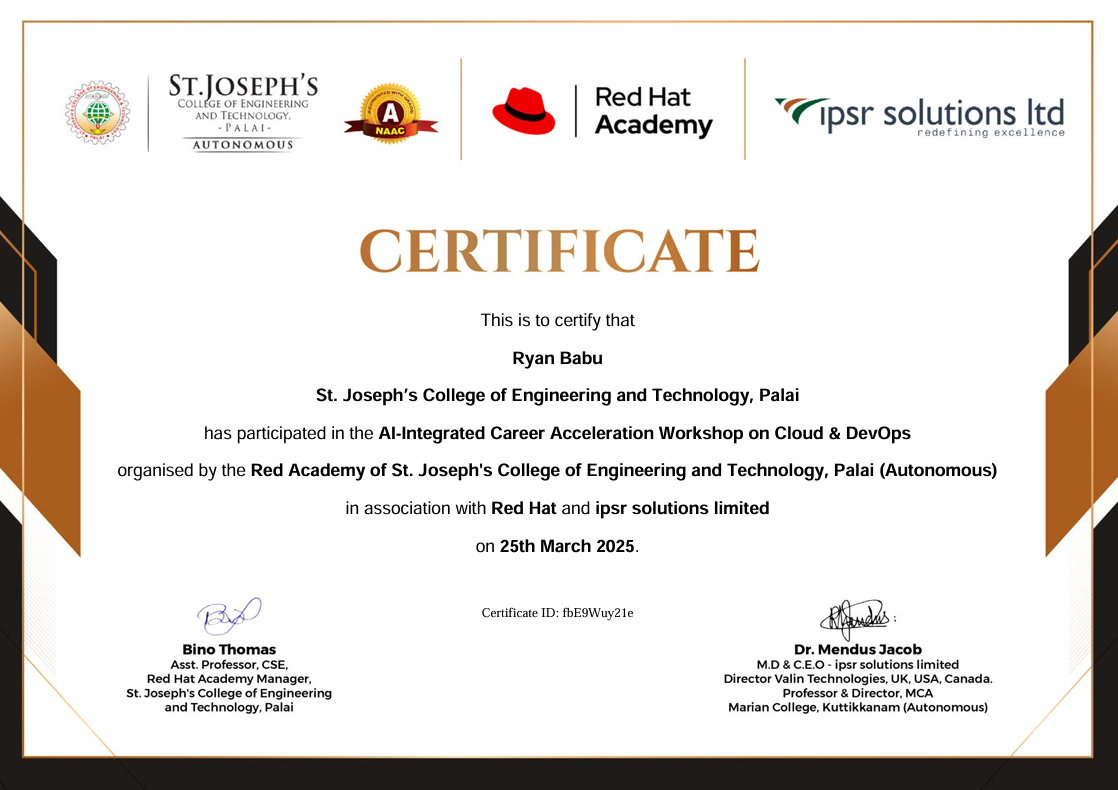 ST.JOSEPH'S
COLLEGE OF ENGINEERING
AND TECHNOLOGY,
- PALAI -
AUTONOMOUS
A
NAAC
Red Hat
Academy
ipsr solutions ltd
redefining excellence
CERTIFICATE
This is to certify that
Ryan Babu
St. Joseph’s College of Engineering and Technology, Palai
has participated in the AI-Integrated Career Acceleration Workshop on Cloud & DevOps
organised by the Red Academy of St. Joseph's College of Engineering and Technology, Palai (Autonomous)
in association with Red Hat and ipsr solutions limited
on 25th March 2025.
Certificate ID: fbE9Wuy21e
Bino Thomas
Asst. Professor, CSE,
Red Hat Academy Manager,
St. Joseph's College of Engineering
and Technology, Palai
Dr. Mendus Jacob
M.D & C.E.O - ipsr solutions limited
Director Valin Technologies, UK, USA, Canada.
Professor & Director, MCA
Marian College, Kuttikkanam (Autonomous)